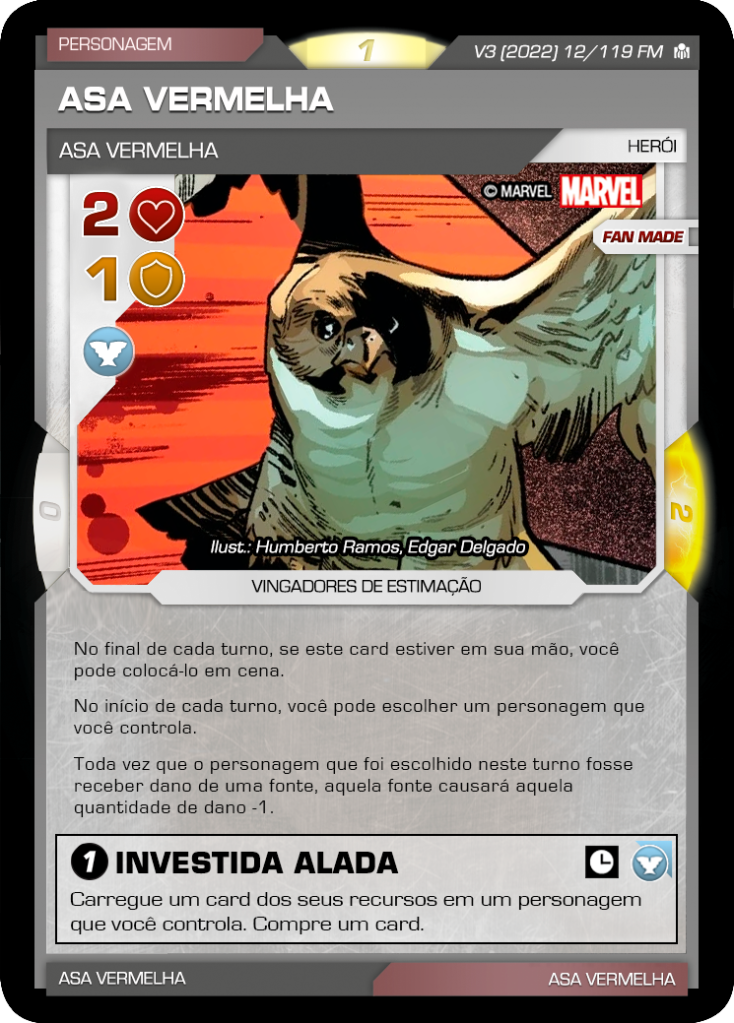 PERSONAGEM
1
V3 (2022) 12/119 FM
ASA VERMELHA
ASA VERMELHA
HERÓI
2
© MARVEL MARVEL
FAN MADE
1
0
2
Ilust.: Humberto Ramos, Edgar Delgado
VINGADORES DE ESTIMAÇÃO
No final de cada turno, se este card estiver em sua mão, você
pode colocá-lo em cena.
No início de cada turno, você pode escolher um personagem que
você controla.
Toda vez que o personagem que foi escolhido neste turno fosse
receber dano de uma fonte, aquela fonte causará aquela
quantidade de dano -1.
1 INVESTIDA ALADA
Carregue um card dos seus recursos em um personagem
que você controla. Compre um card.
ASA VERMELHA
ASA VERMELHA